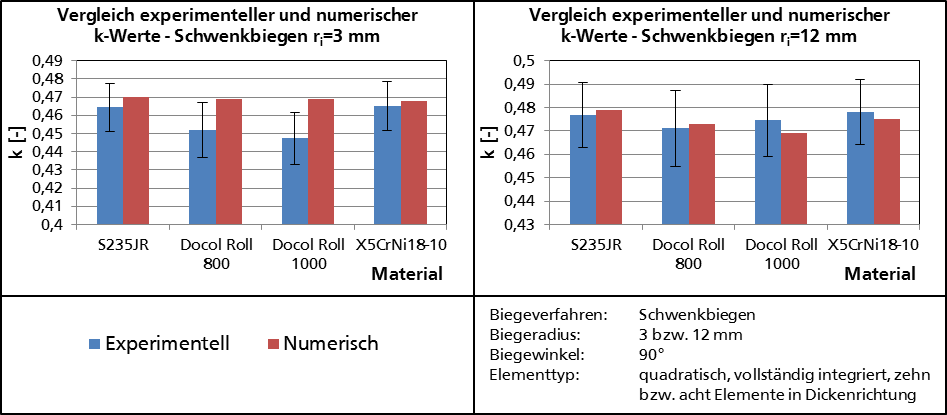 Vergleich experimenteller und numerischer
k-Werte - Schwenkbiegen ri=3 mm
0,49
0,48
0,47
0,46
0,45
0,44
0,43
0,42
0,41
0,4
k [-]
S235JR
Docol Roll 800
Docol Roll 1000
X5CrNi18-10
Material
Vergleich experimenteller und numerischer
k-Werte - Schwenkbiegen ri=12 mm
0,5
0,49
0,48
0,47
0,46
0,45
0,44
0,43
k [-]
S235JR
Docol Roll 800
Docol Roll 1000
X5CrNi18-10
Material
Experimentell
Numerisch
Biegeverfahren: Schwenkbiegen
Biegeradius: 3 bzw. 12 mm
Biegewinkel: 90°
Elementtyp: quadratisch, vollständig integriert, zehn
bzw. acht Elemente in Dickenrichtung